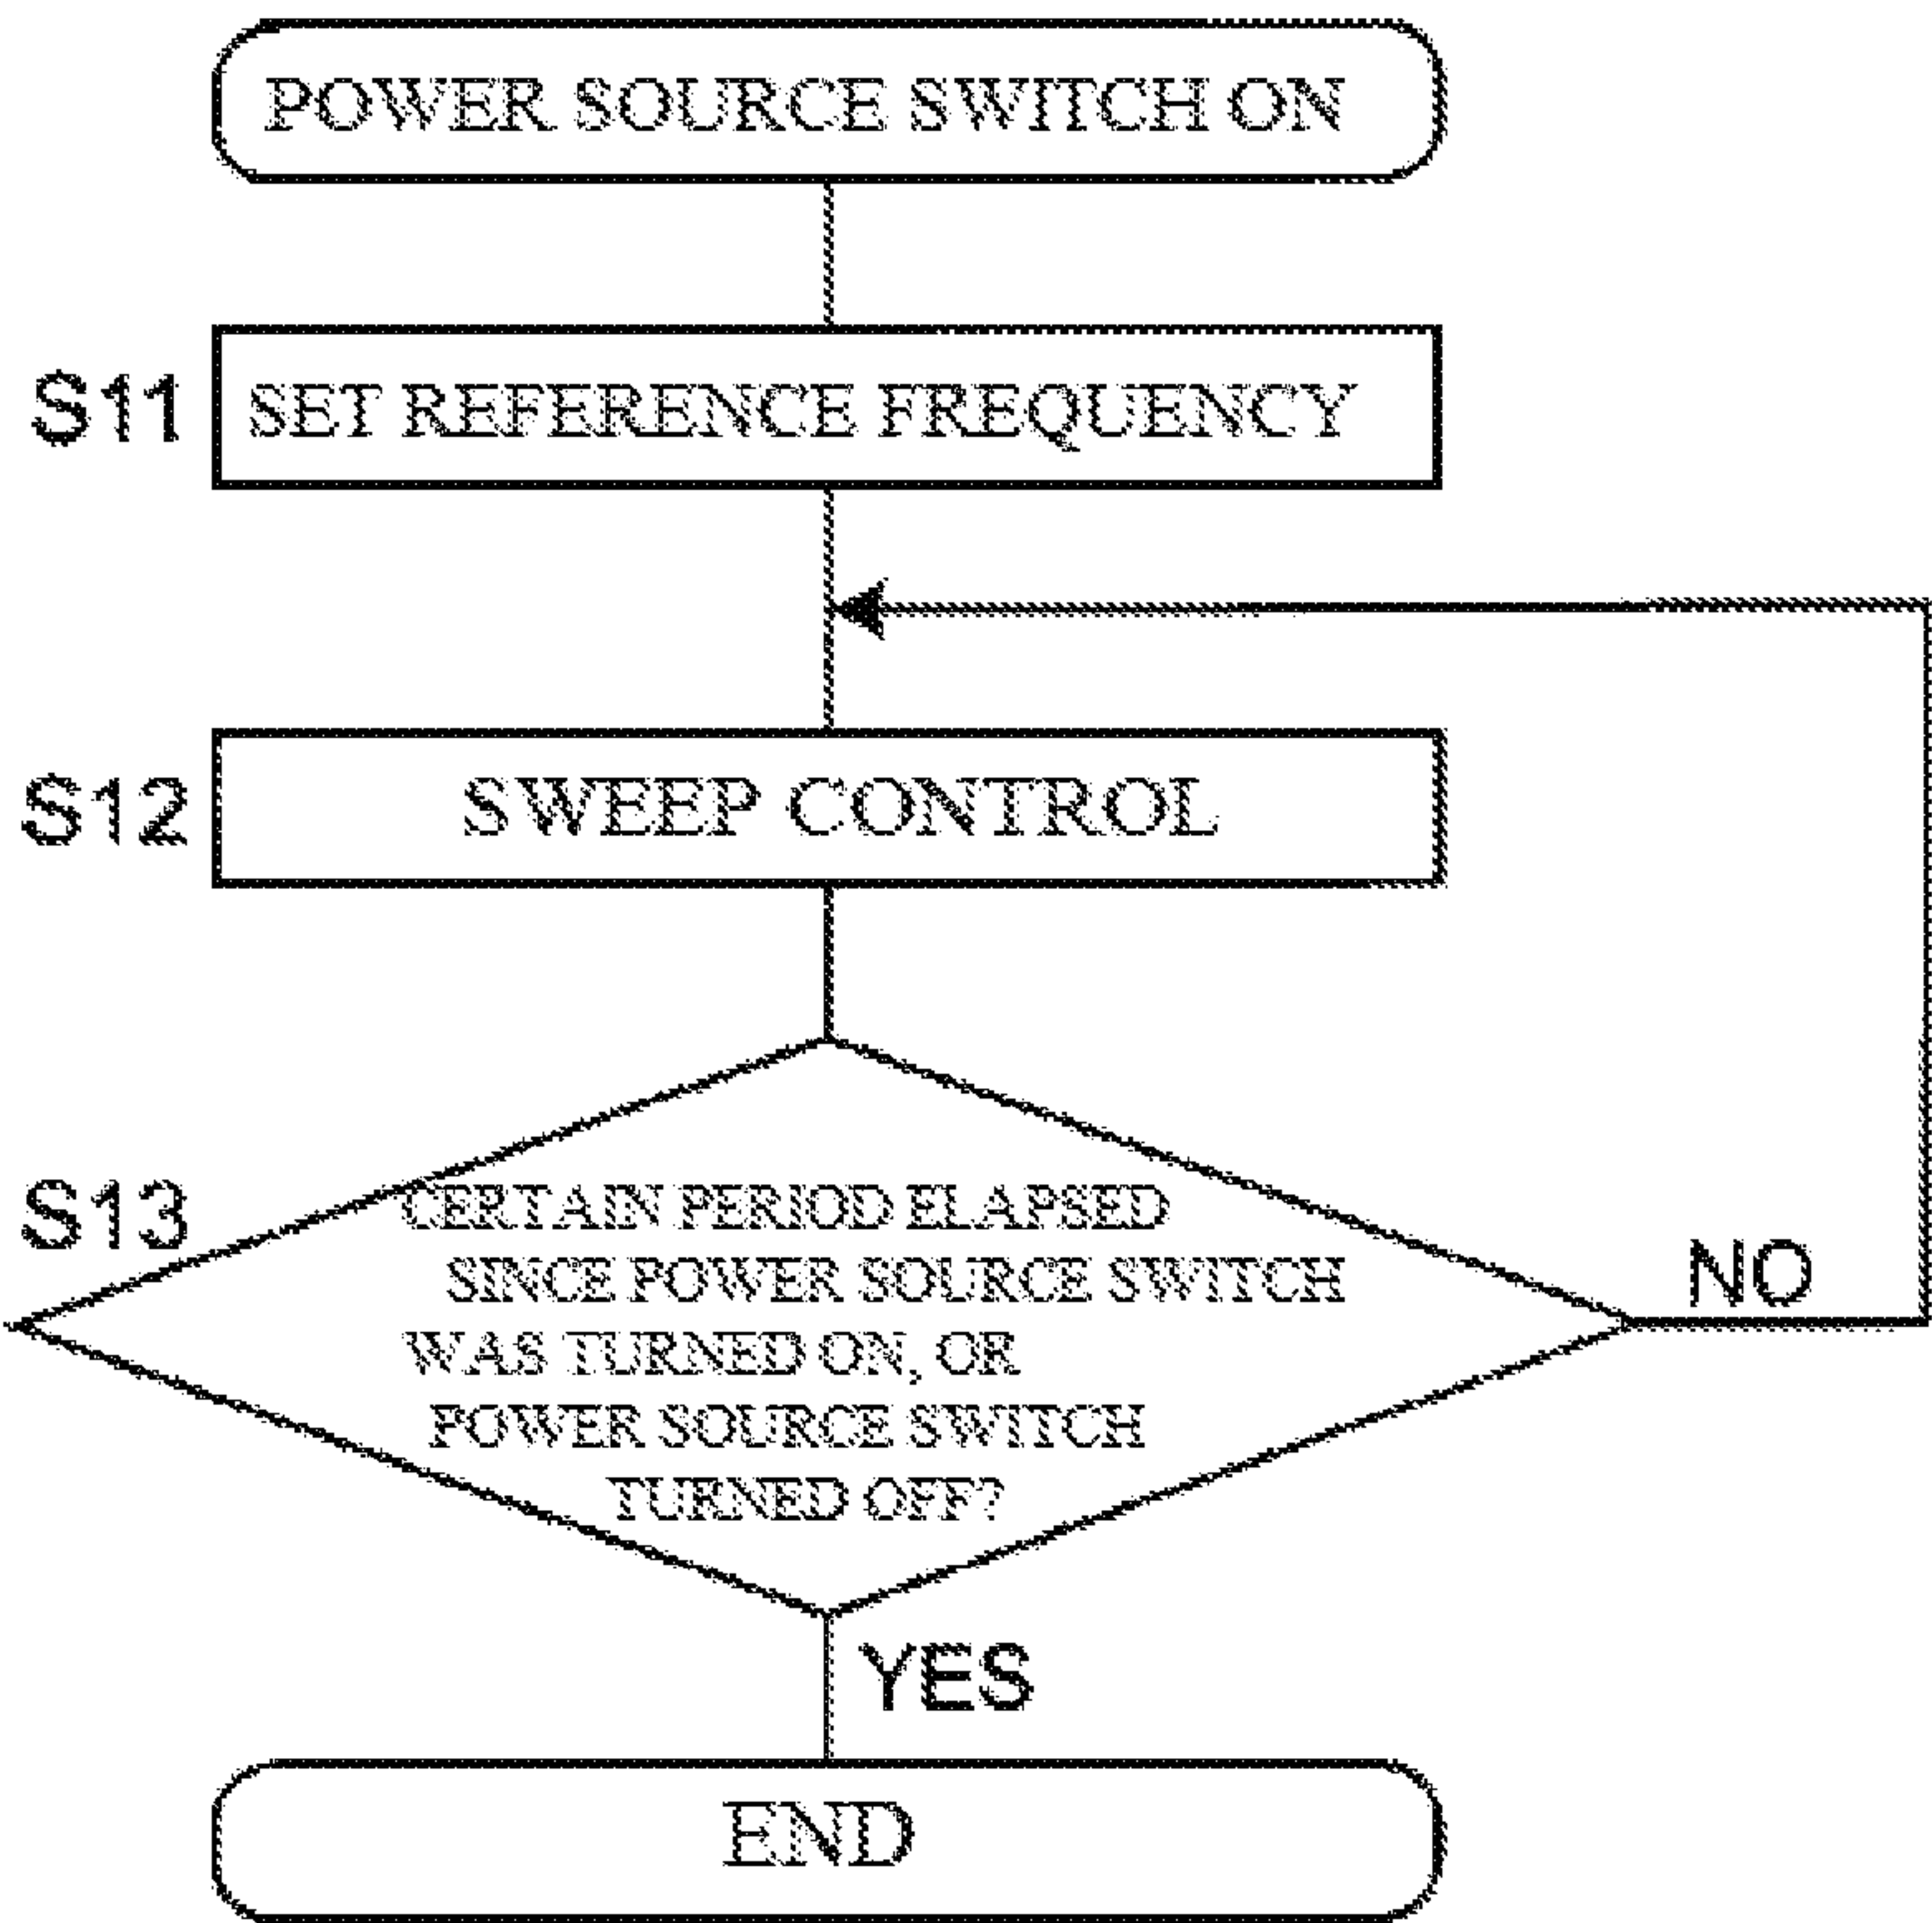 POWER SOURCE SWITCH ON
S11
SET REFERENCE FREQUENCY
S12
SWEEP CONTROL
S13
CERTAIN PERIOD ELAPSED
SINCE POWER SOURCE SWITCH
WAS TURNED ON, OR
POWER SOURCE SWITCH
TURNED OFF?
NO
YES
END